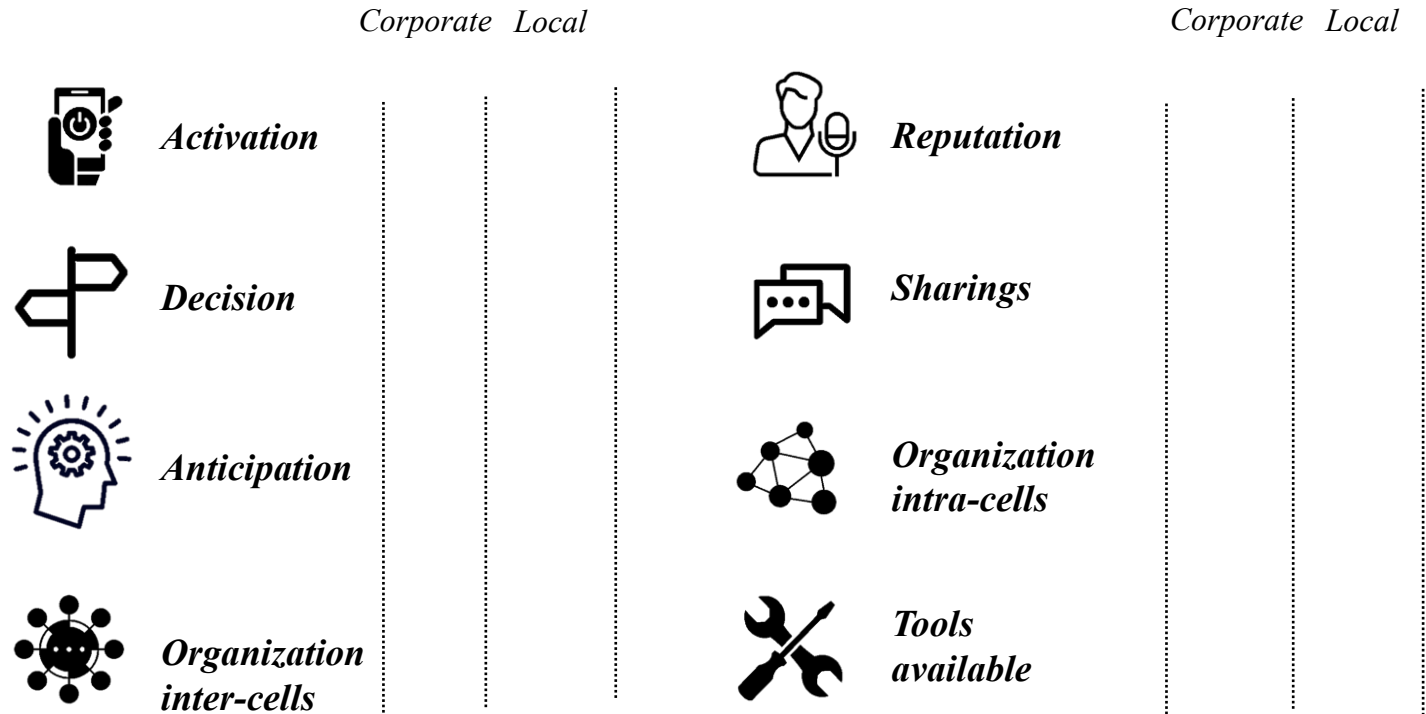 Corporate Local
Corporate Local
Activation
Reputation
Decision
Sharings
Anticipation
Organization
intra-cells
Organization
inter-cells
Tools
available